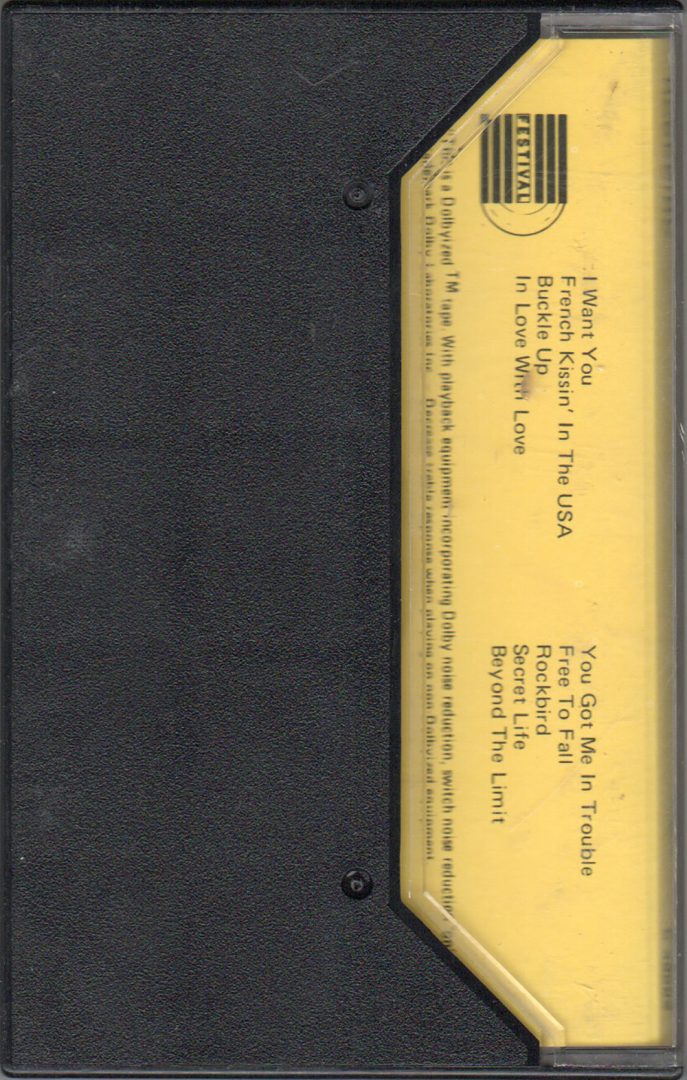 FESTIVAL
I Want You
French Kissin' In The USA
Buckle Up
In Love With Love
You Got Me In Trouble
Free To Fall
Rockbird
Secret Life
Beyond The Limit
is a Dolbyized TM tape. With playback equipment incorporating Dolby noise reduction, switch noise reduction on
Dolby Laboratories Inc. Decrease treble response when playing on non Dolbyized equipment